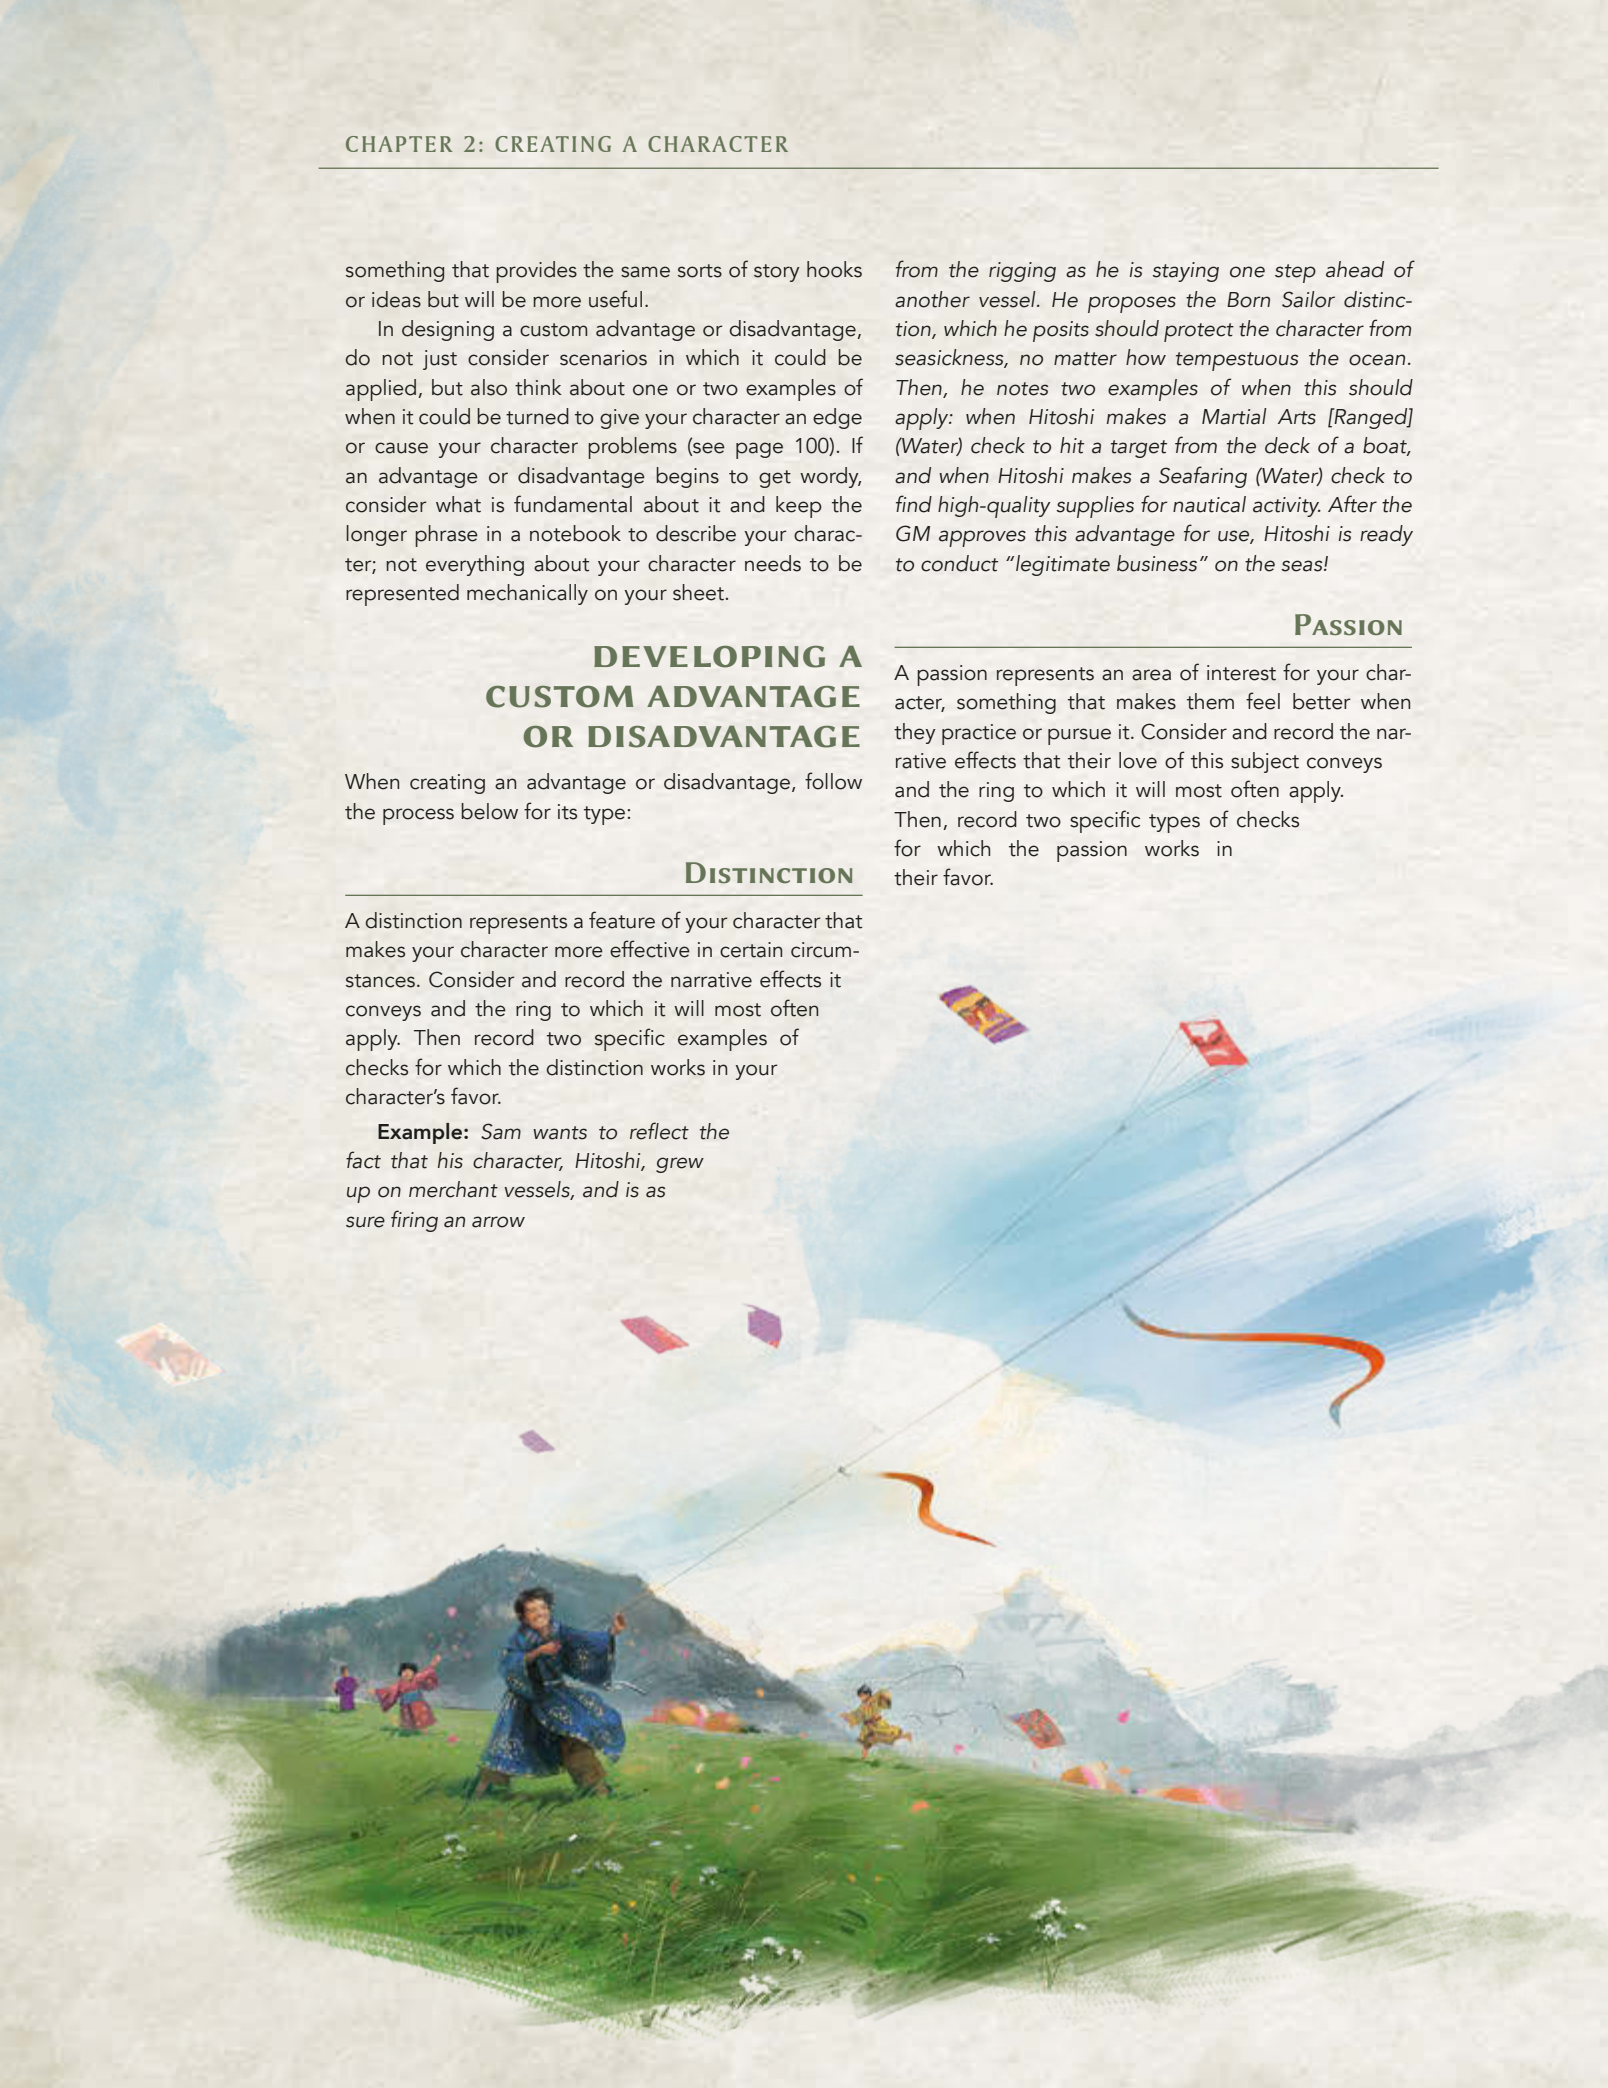 CHAPTER 2: CREATING A CHARACTER
something that provides the same sorts of story hooks
or ideas but will be more useful.
In designing a custom advantage or disadvantage,
do not just consider scenarios in which it could be
applied, but also think about one or two examples of
when it could be turned to give your character an edge
or cause your character problems (see page 100). If
an advantage or disadvantage begins to get wordy,
consider what is fundamental about it and keep the
longer phrase in a notebook to describe your charac-
ter; not everything about your character needs to be
represented mechanically on your sheet.
DEVELOPING A
CUSTOM ADVANTAGE
OR DISADVANTAGE
When creating an advantage or disadvantage, follow
the process below for its type:
DISTINCTION
A distinction represents a feature of your character that
makes your character more effective in certain circum-
stances. Consider and record the narrative effects it
conveys and the ring to which it will most often
apply. Then record two specific examples of
checks for which the distinction works in your
character's favor.
Example: Sam wants to reflect the
fact that his character, Hitoshi, grew
up on merchant vessels, and is as
sure firing an arrow
from the rigging as he is staying one step ahead of
another vessel. He proposes the Born Sailor distinc-
tion, which he posits should protect the character from
seasickness, no matter how tempestuous the ocean.
Then, he notes two examples of when this should
apply: when Hitoshi makes a Martial Arts [Ranged]
(Water) check to hit a target from the deck of a boat,
and when Hitoshi makes a Seafaring (Water) check to
find high-quality supplies for nautical activity. After the
GM approves this advantage for use, Hitoshi is ready
to conduct "legitimate business" on the seas!
PASSION
A passion represents an area of interest for your char-
acter, something that makes them feel better when
they practice or pursue it. Consider and record the nar-
rative effects that their love of this subject conveys
and the ring to which it will most often apply.
Then, record two specific types of checks
for which the passion works in
their favor.